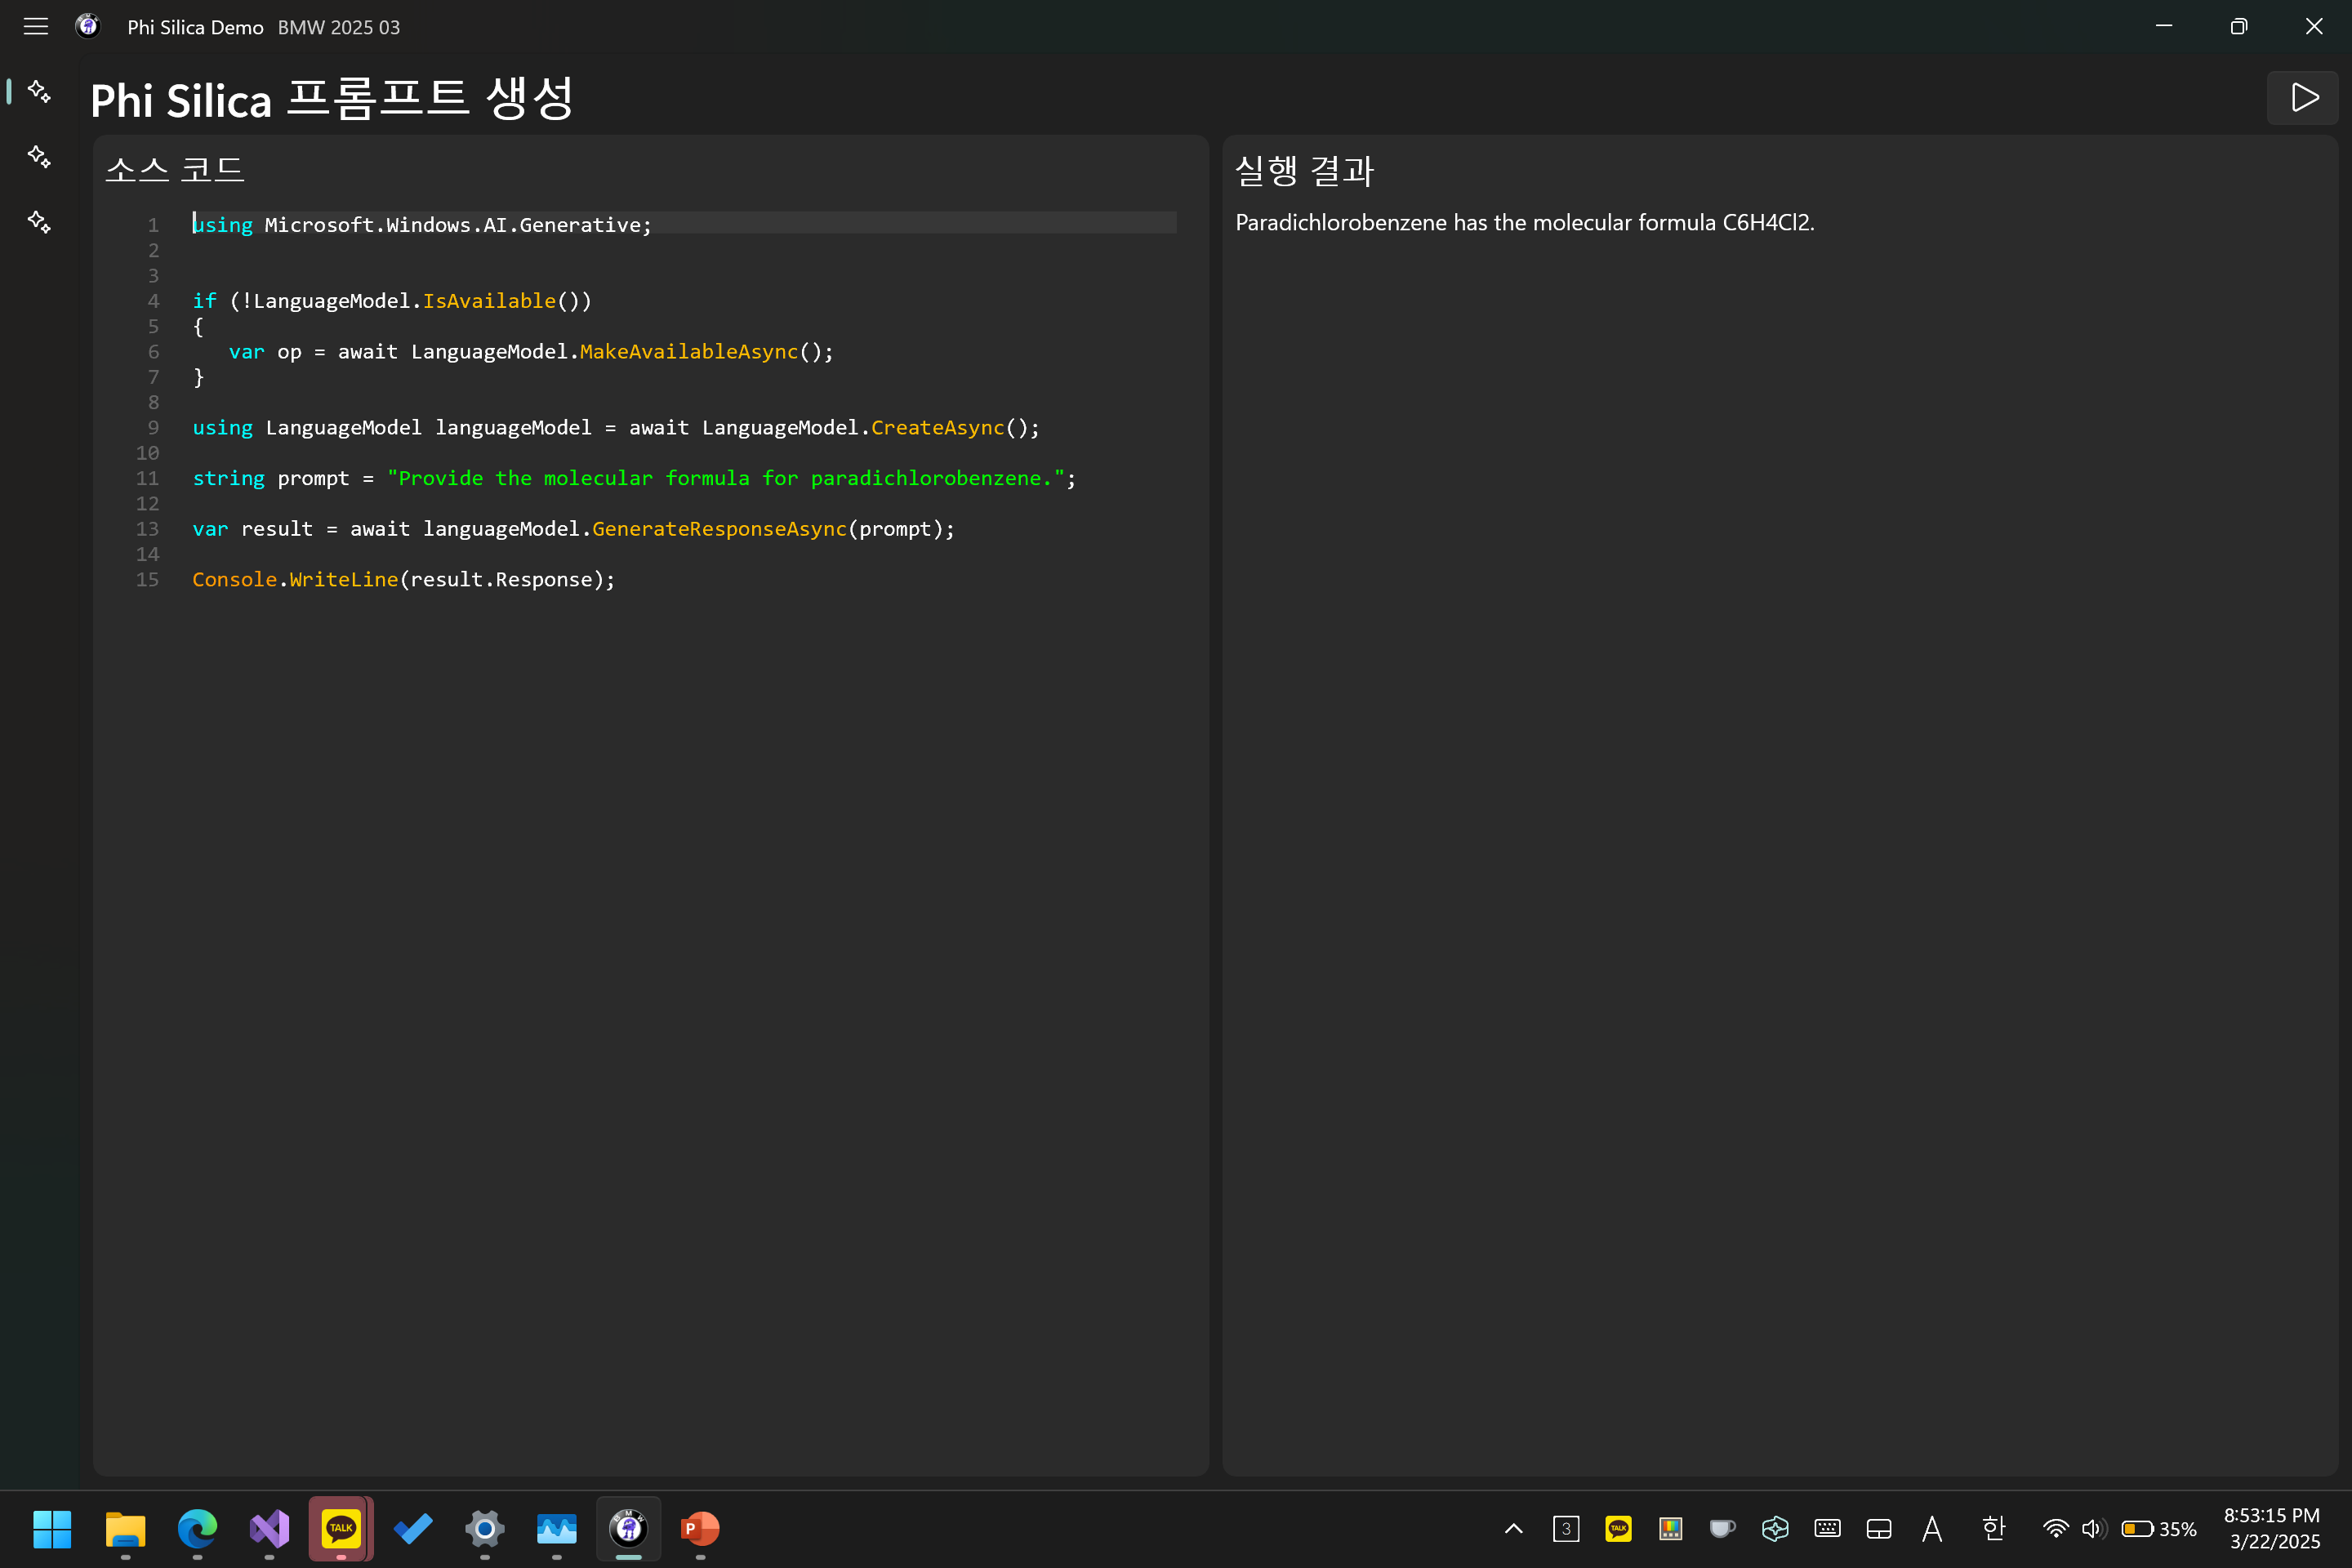 Phi Silica Demo BMW 2025 03
Phi Silica 프롬프트 생성
소스 코드
1 using Microsoft.Windows.AI.Generative;
2
3
4 if (!LanguageModel.IsAvailable())
5 {
6 var op = await LanguageModel.MakeAvailableAsync();
7 }
8
9 using LanguageModel languageModel = await LanguageModel.CreateAsync();
10
11 string prompt = "Provide the molecular formula for paradichlorobenzene.";
12
13 var result = await languageModel.GenerateResponseAsync(prompt);
14
15 Console.WriteLine(result.Response);
실행 결과
Paradichlorobenzene has the molecular formula C6H4Cl2.
TALK
BMW
P
3
TALK
A
한
35%
8:53:15 PM
3/22/2025